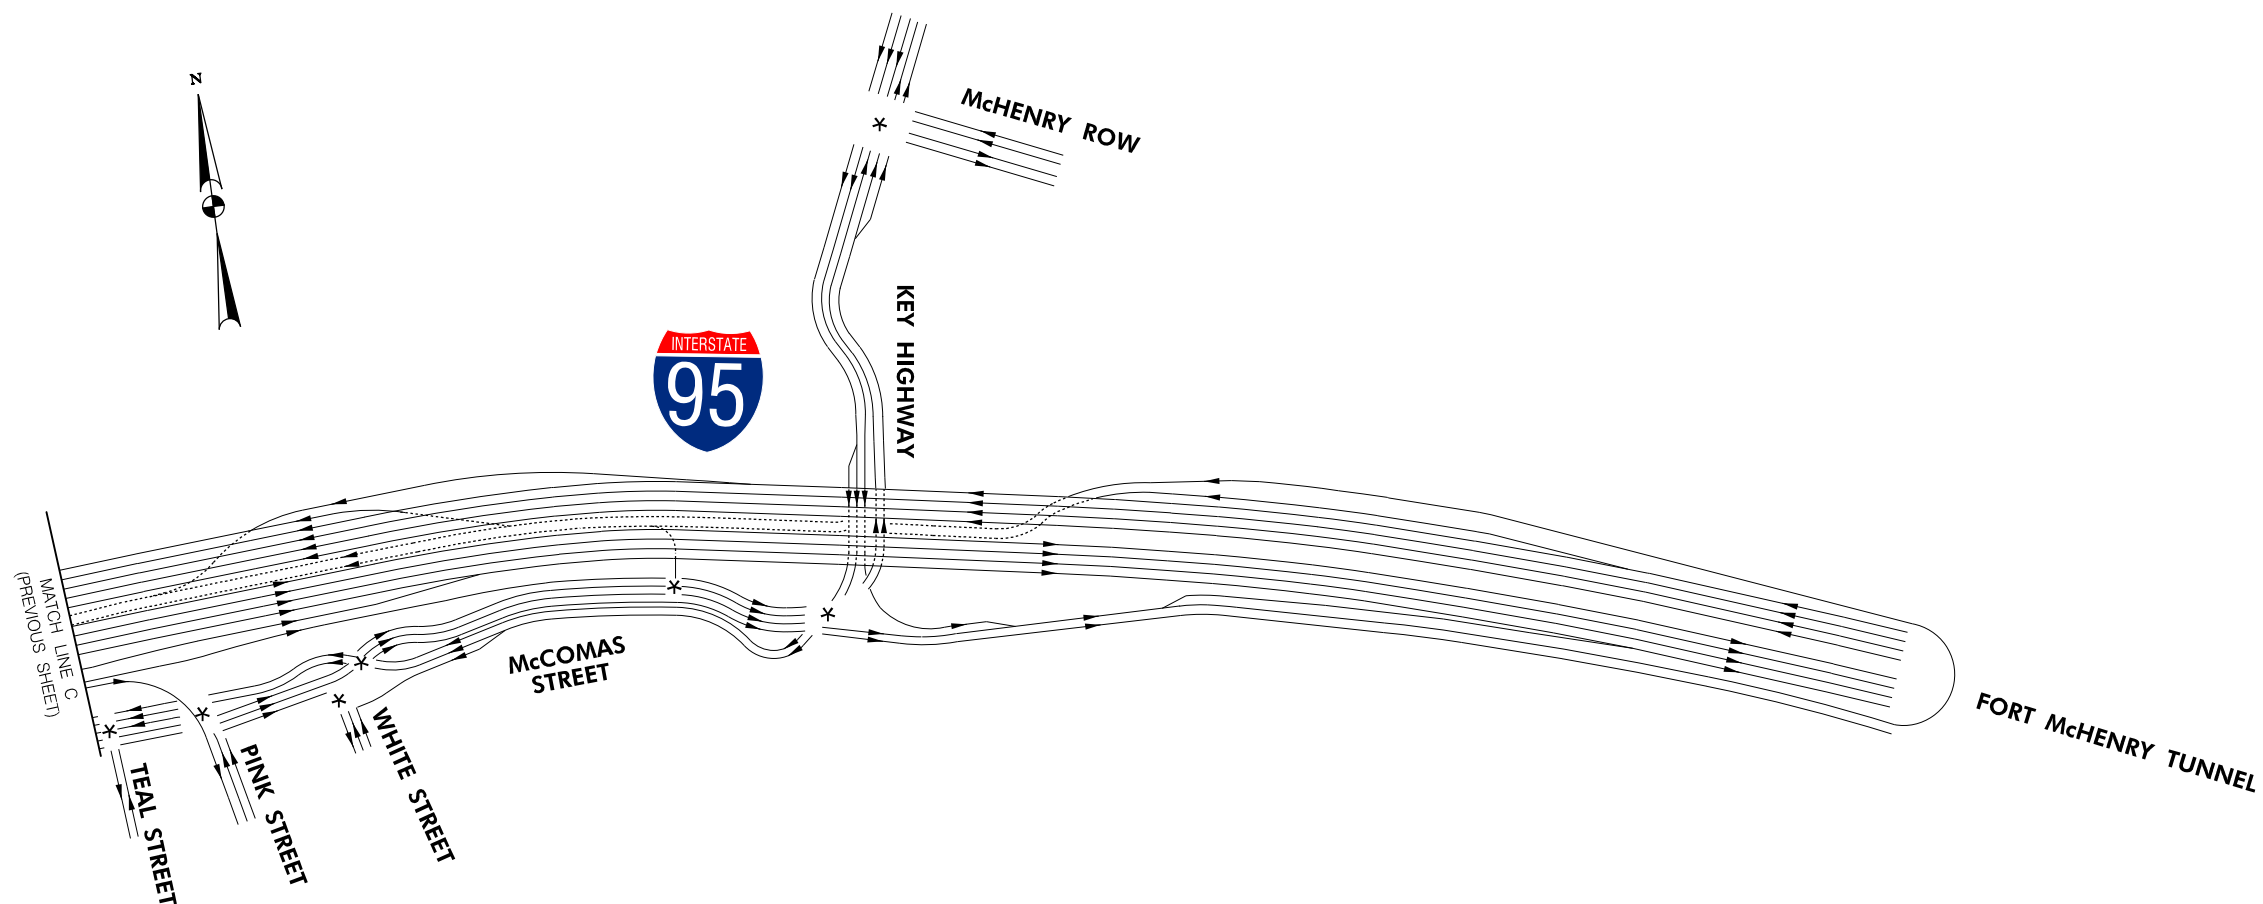 N
McHENRY ROW
KEY HIGHWAY
INTERSTATE
95
MATCH LINE C
(PREVIOUS SHEET)
McCOMAS
STREET
FORT McHENRY TUNNEL
TEAL STREET
PINK STREET
WHITE STREET